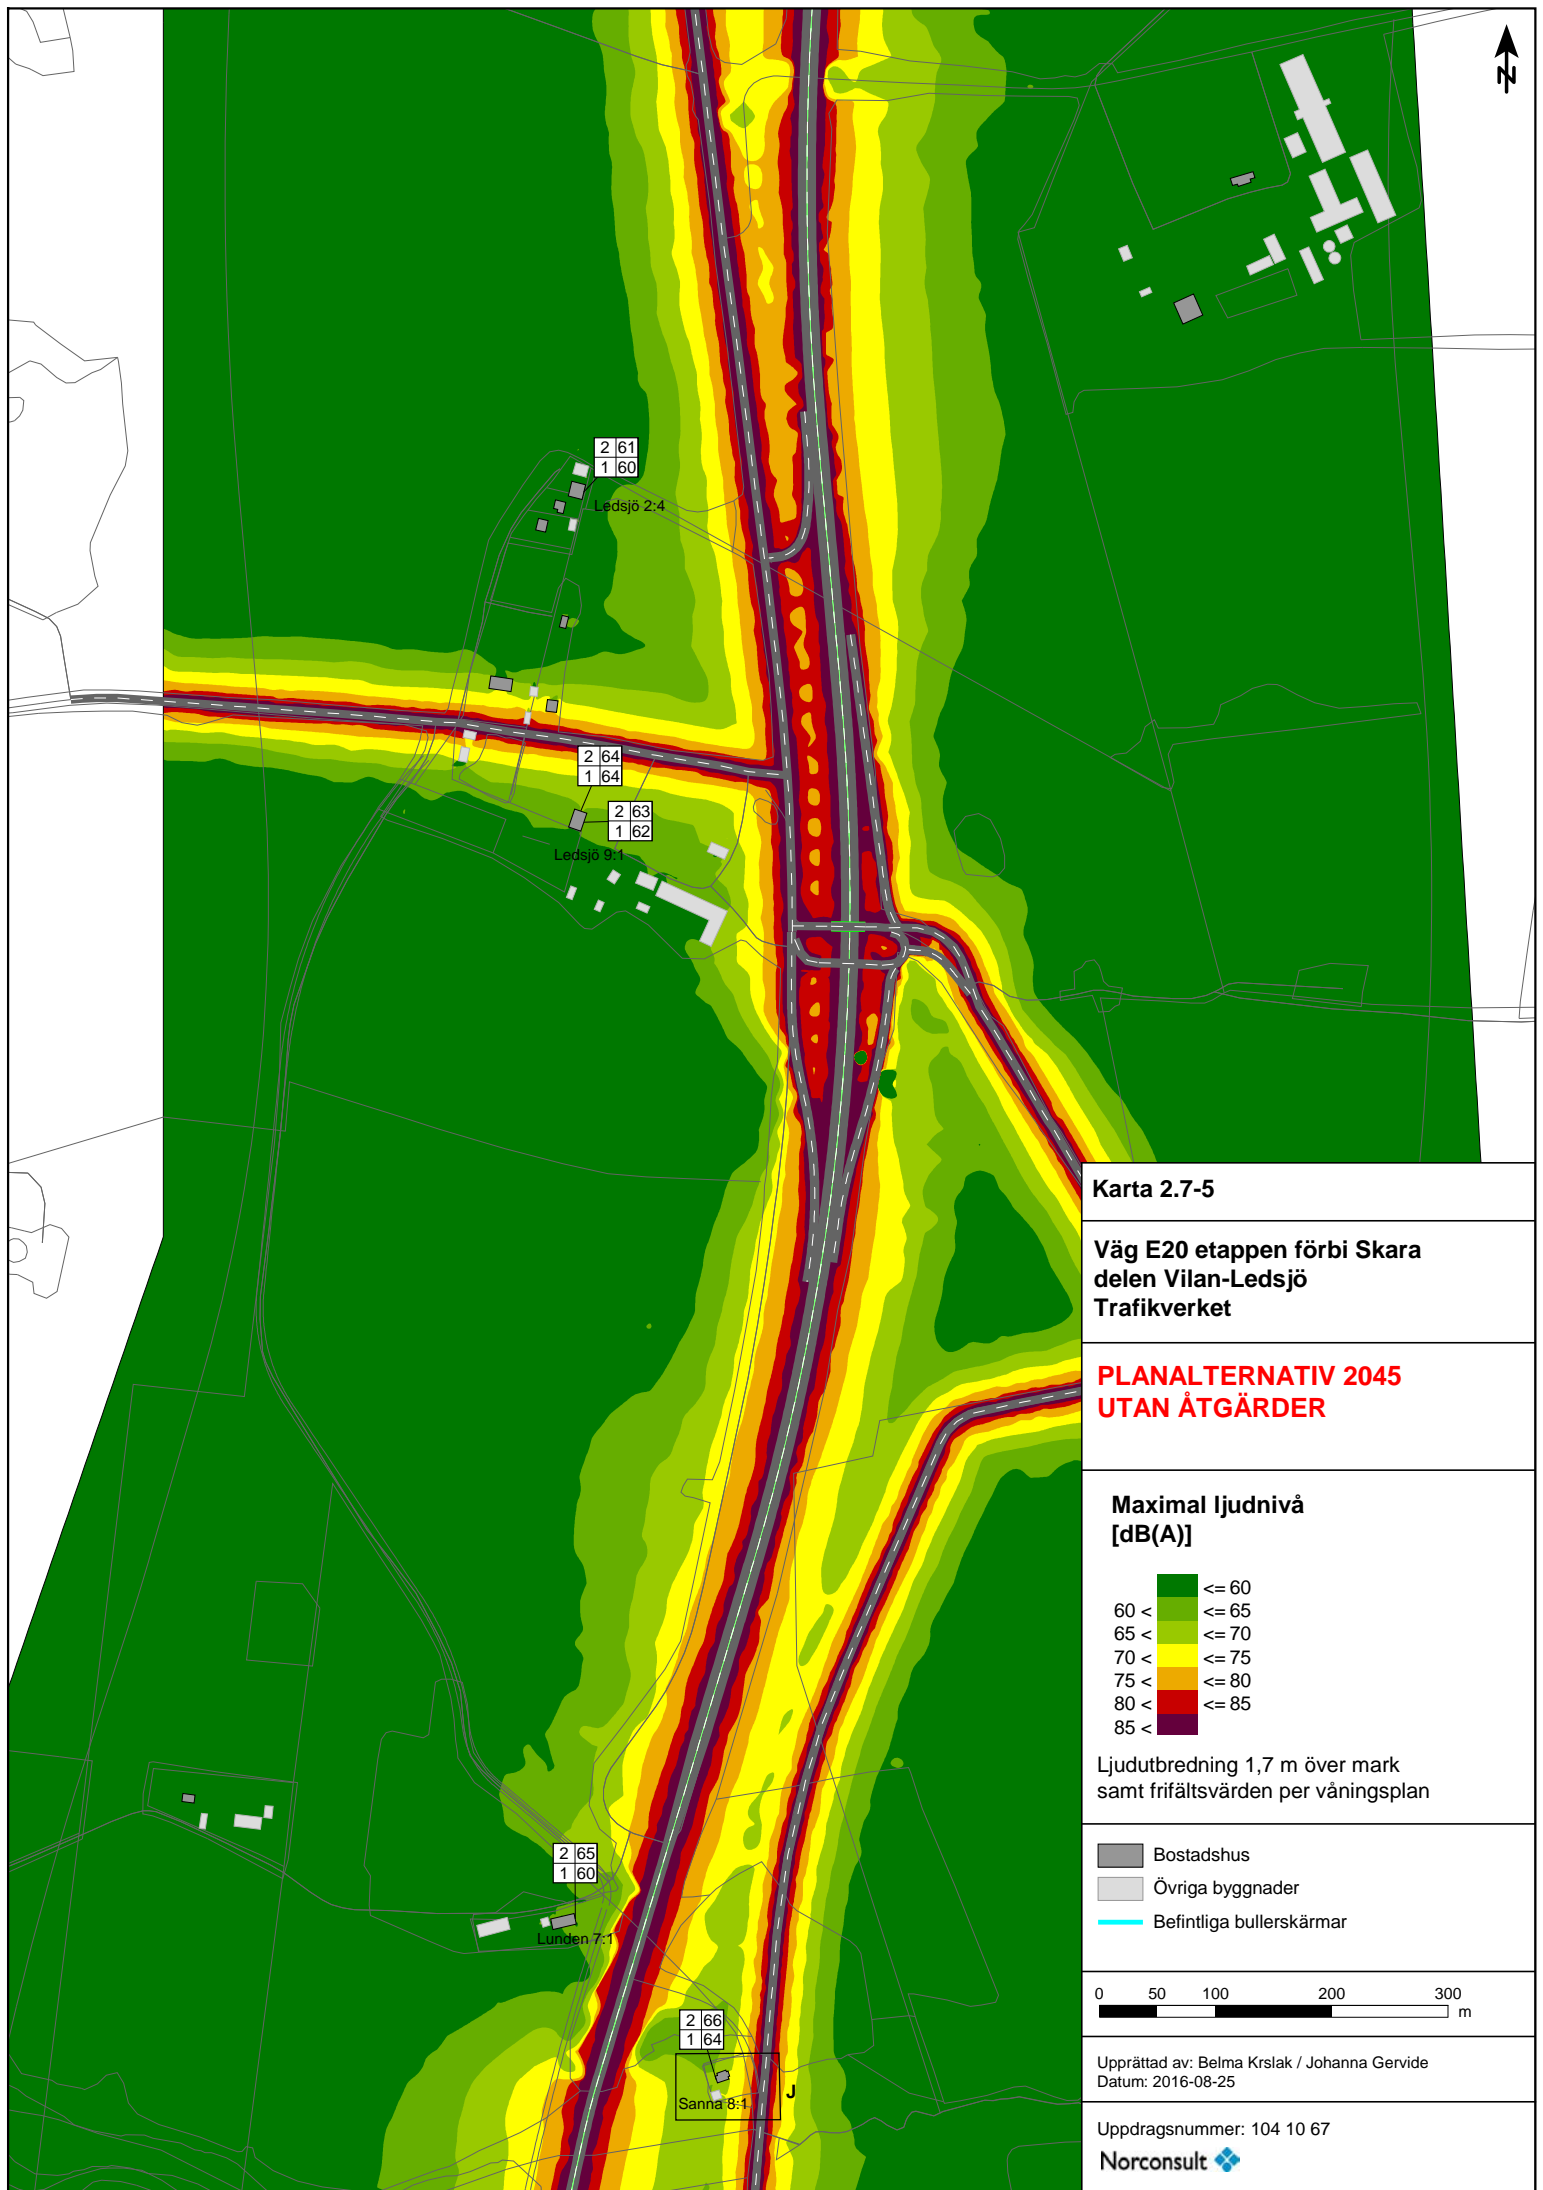 N
2 61
1 60
Ledsjö 2:4
2 64
1 64
2 63
1 62
Ledsjö 9:1
2 65
1 60
Lunden 7:1
2 66
1 64
Sanna 8:1
J
Karta 2.7-5
Väg E20 etappen förbi Skara
delen Vilan-Ledsjö
Trafikverket
PLANALTERNATIV 2045
UTAN ÅTGÄRDER
Maximal ljudnivå
[dB(A)]
<= 60
60 < <= 65
65 < <= 70
70 < <= 75
75 < <= 80
80 < <= 85
85 <
Ljudutbredning 1,7 m över mark
samt frifältsvärden per våningsplan
Bostadshus
Övriga byggnader
Befintliga bullerskärmar
0 50 100 200 300
m
Upprättad av: Belma Krslak / Johanna Gervide
Datum: 2016-08-25
Uppdragsnummer: 104 10 67
Norconsult